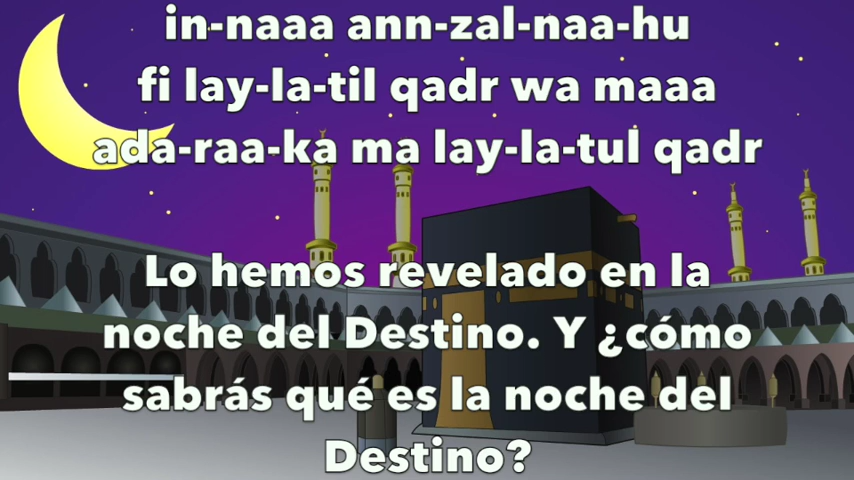 in-naaa ann-zal-naa-hu
fi lay-la-til qadr wa maaa
ada-raa-ka ma lay-la-tul qadr
Lo hemos revelado en la
noche del Destino. Y ¿cómo
sabrás qué es la noche del
Destino?